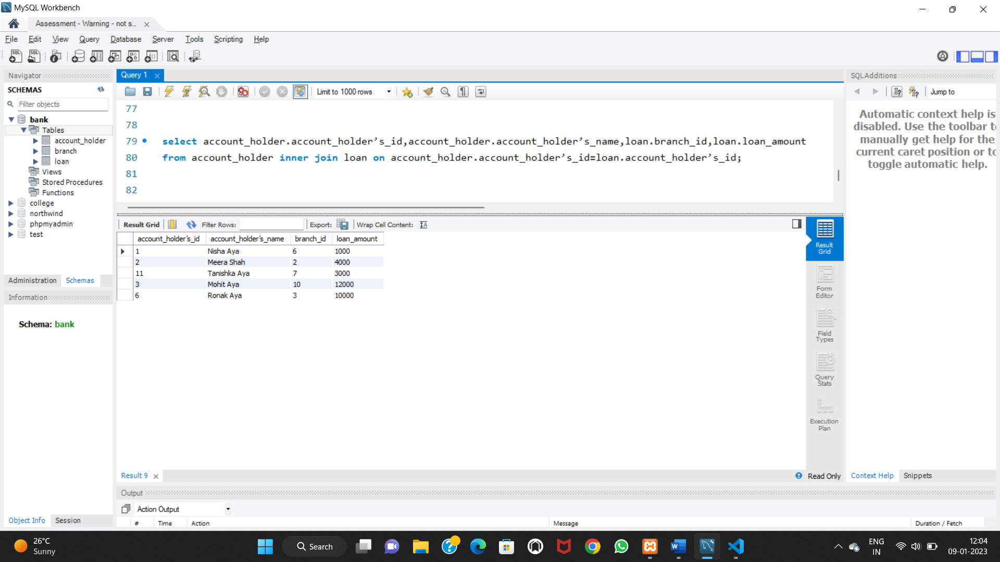 MySQL Workbench
Assessment - Warning - not s...
File Edit View Query Database Server Tools Scripting Help
Navigator
SCHEMAS
Filter objects
bank
Tables
account_holder
branch
loan
Views
Stored Procedures
Functions
college
northwind
phpmyadmin
test
Administration Schemas
Information
Schema: bank
Object Info Session
Query 1
Limit to 1000 rows
77
78
79 select account_holder.account_holder’s_id,account_holder.account_holder’s_name,loan.branch_id,loan.loan_amount
80 from account_holder inner join loan on account_holder.account_holder’s_id=loan.account_holder’s_id;
81
82
Result Grid Filter Rows: Export: Wrap Cell Content:
account_holder’s_id account_holder’s_name branch_id loan_amount
1 Nisha Aya 6 1000
2 Meera Shah 2 4000
11 Tanishka Aya 7 3000
3 Mohit Aya 10 12000
6 Ronak Aya 3 10000
Result
Grid
Form
Editor
Field
Types
Query
Stats
Execution
Plan
Result 9
Read Only
Output
Action Output
# Time Action Message Duration / Fetch
SQLAdditions
Jump to
Automatic context help is
disabled. Use the toolbar t
manually get help for the
current caret position or to
toggle automatic help.
Context Help Snippets
26°C
Sunny
Search
ENG
IN
12:04
09-01-2023